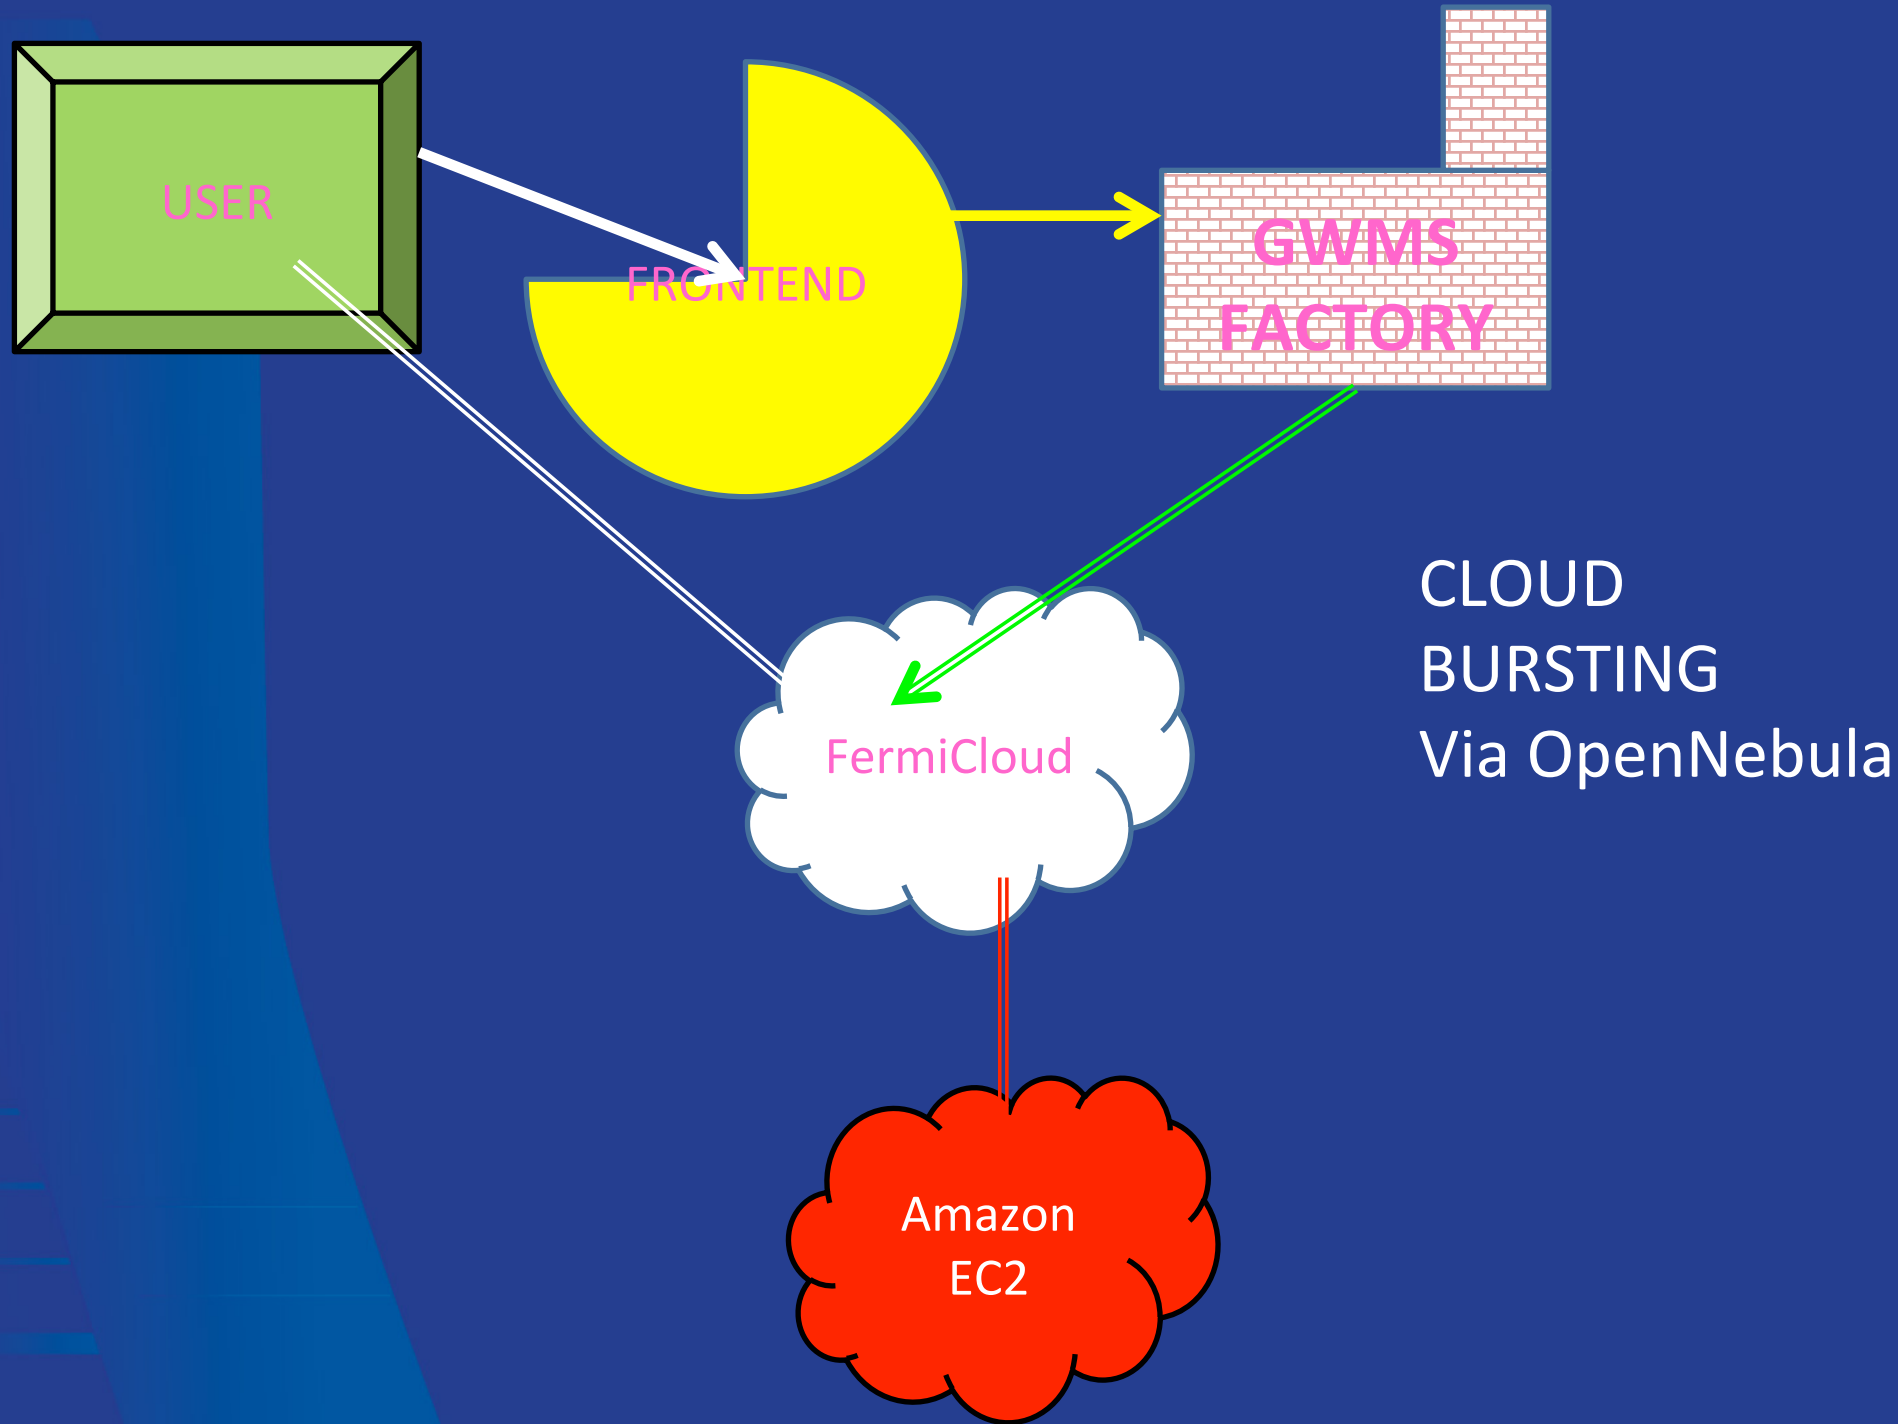 USER
FRONTEND
GWMS
FACTORY
CLOUD
BURSTING
Via OpenNebula
FermiCloud
Amazon
EC2